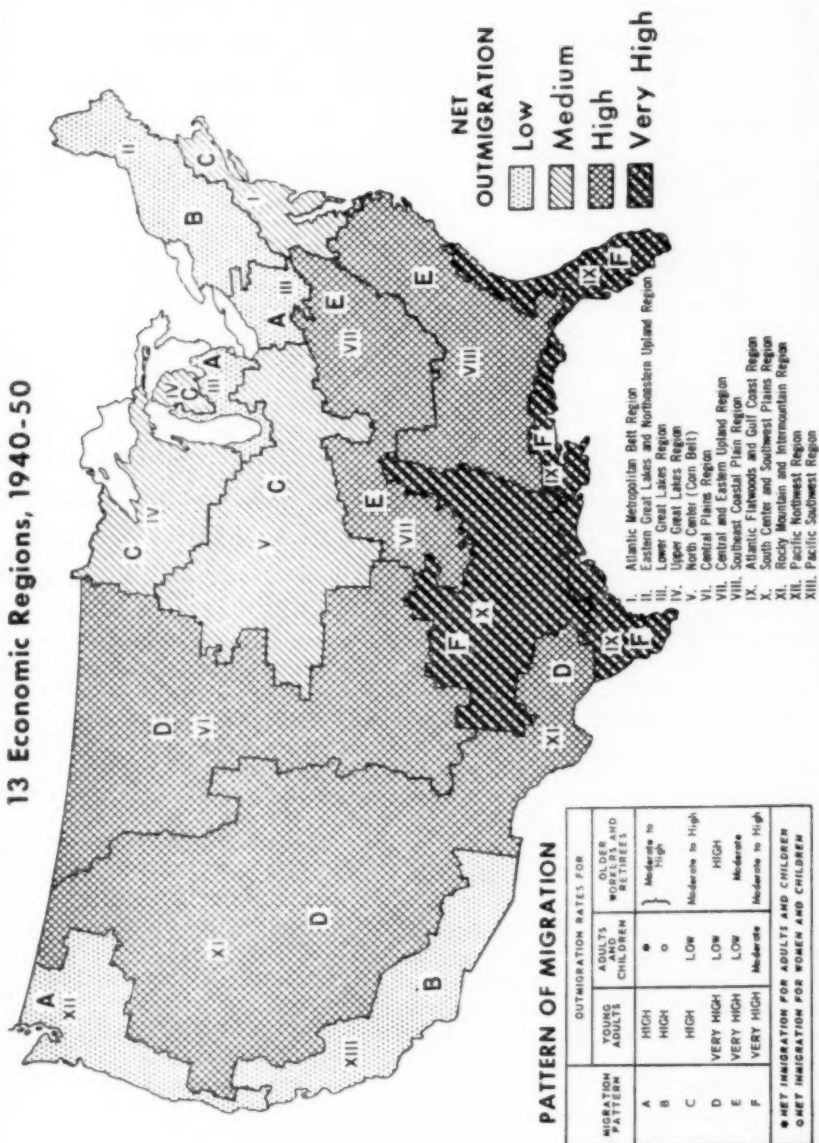 13 Economic Regions, 1940-50
A
XII
XI
D
XIII
B
D
VI
XI
D
C
IV
C
V
IV
C
III
A
A
III
B
II
C
I
E
VII
E
VII
E
VIII
F
X
IX
F
IX
F
IX
F
NET
OUTMIGRATION
Low
Medium
High
Very High
I. Atlantic Metropolitan Belt Region
II. Eastern Great Lakes and Northeastern Upland Region
III. Lower Great Lakes Region
IV. Upper Great Lakes Region
V. North Center (Corn Belt)
VI. Central Plains Region
VII. Central and Eastern Upland Region
VIII. Southeast Coastal Plain Region
IX. Atlantic Flatwoods and Gulf Coast Region
X. South Center and Southwest Plains Region
XI. Rocky Mountain and Intermountain Region
XII. Pacific Northwest Region
XIII. Pacific Southwest Region
PATTERN OF MIGRATION
MIGRATION PATTERN
OUTMIGRATION RATES FOR
YOUNG ADULTS
ADULTS AND CHILDREN
OLDER WORKERS AND RETIREES
A HIGH ● } Moderate to High
B HIGH ○
C HIGH LOW Moderate to High
D VERY HIGH LOW HIGH
E VERY HIGH LOW Moderate
F VERY HIGH Moderate Moderate to High
● NET INMIGRATION FOR ADULTS AND CHILDREN
○ NET INMIGRATION FOR WOMEN AND CHILDREN